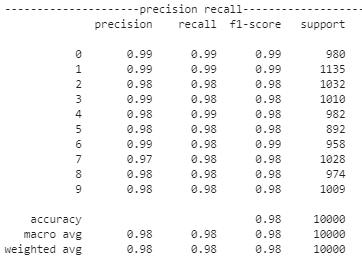 ---------------------precision recall-------------------
precision recall f1-score support
0 0.99 0.99 0.99 980
1 0.99 0.99 0.99 1135
2 0.98 0.98 0.98 1032
3 0.99 0.98 0.98 1010
4 0.98 0.99 0.98 982
5 0.98 0.98 0.98 892
6 0.99 0.98 0.99 958
7 0.97 0.98 0.98 1028
8 0.98 0.98 0.98 974
9 0.98 0.98 0.98 1009
accuracy 0.98 10000
macro avg 0.98 0.98 0.98 10000
weighted avg 0.98 0.98 0.98 10000